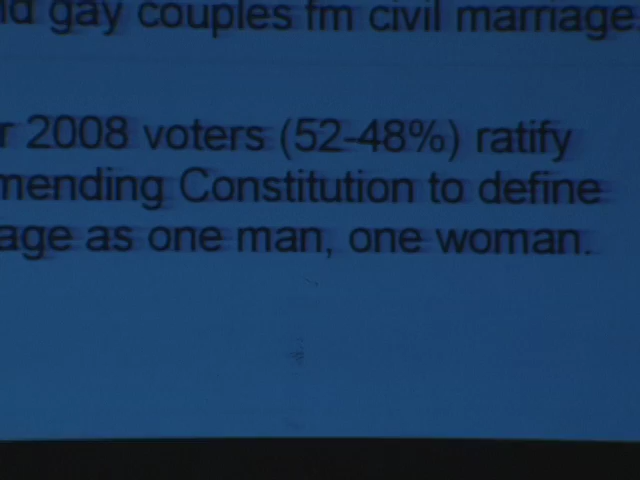 nd gay couples fm civil marriage.
r 2008 voters (52-48%) ratify
mending Constitution to define
age as one man, one woman.